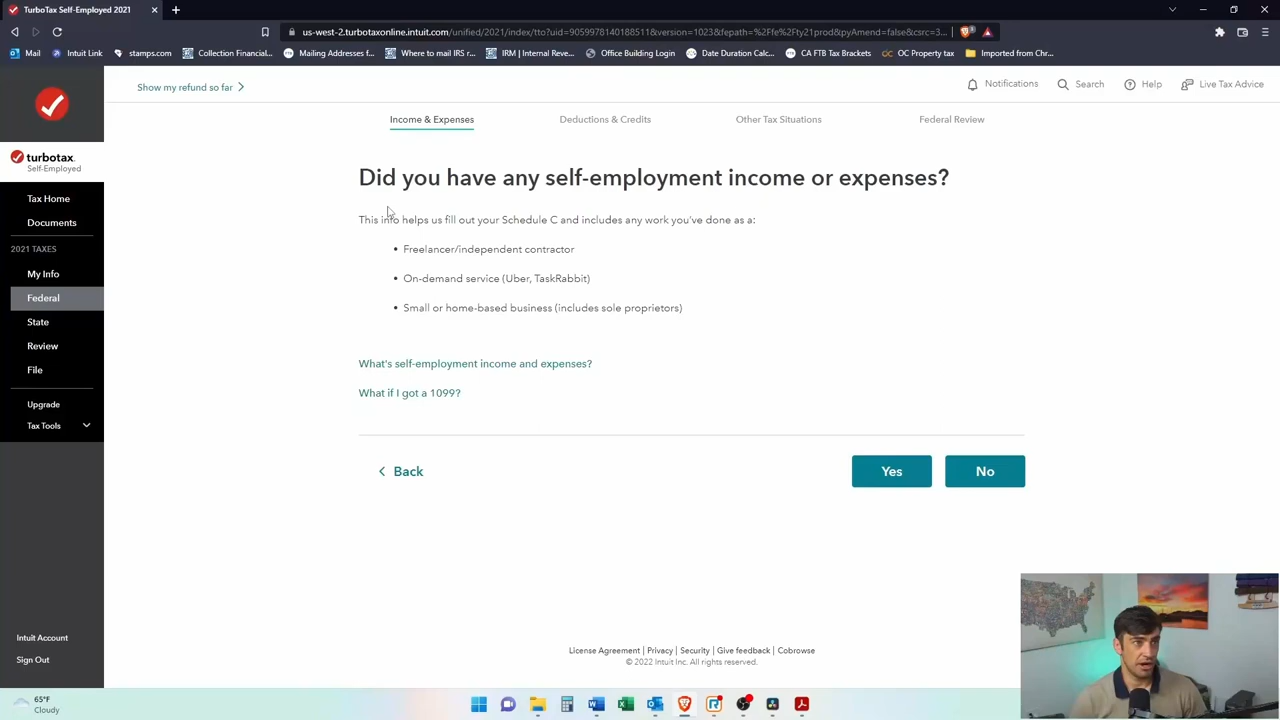 TurboTax Self-Employed 2021
us-west-2.turbotaxonline.intuit.com/unified/2021/index/tto?uid=9059978140188511&version=1023&fepath=%2Ffe%2Fty21prod&pyAmend=false&csrc=3...
Mail
Intuit Link
stamps.com
Collection Financial...
Mailing Addresses f...
Where to mail IRS r...
IRM | Internal Reve...
Office Building Login
Date Duration Calc...
CA FTB Tax Brackets
OC Property tax
Imported from Chr...
Show my refund so far
Notifications
Search
Help
Live Tax Advice
turbotax
Self-Employed
Tax Home
Documents
2021 TAXES
My Info
Federal
State
Review
File
Upgrade
Tax Tools
Intuit Account
Sign Out
Income & Expenses
Deductions & Credits
Other Tax Situations
Federal Review
Did you have any self-employment income or expenses?
This info helps us fill out your Schedule C and includes any work you've done as a:
• Freelancer/independent contractor
• On-demand service (Uber, TaskRabbit)
• Small or home-based business (includes sole proprietors)
What's self-employment income and expenses?
What if I got a 1099?
Back
Yes
No
License Agreement | Privacy | Security | Give feedback | Cobrowse
© 2022 Intuit Inc. All rights reserved.
65°F
Cloudy